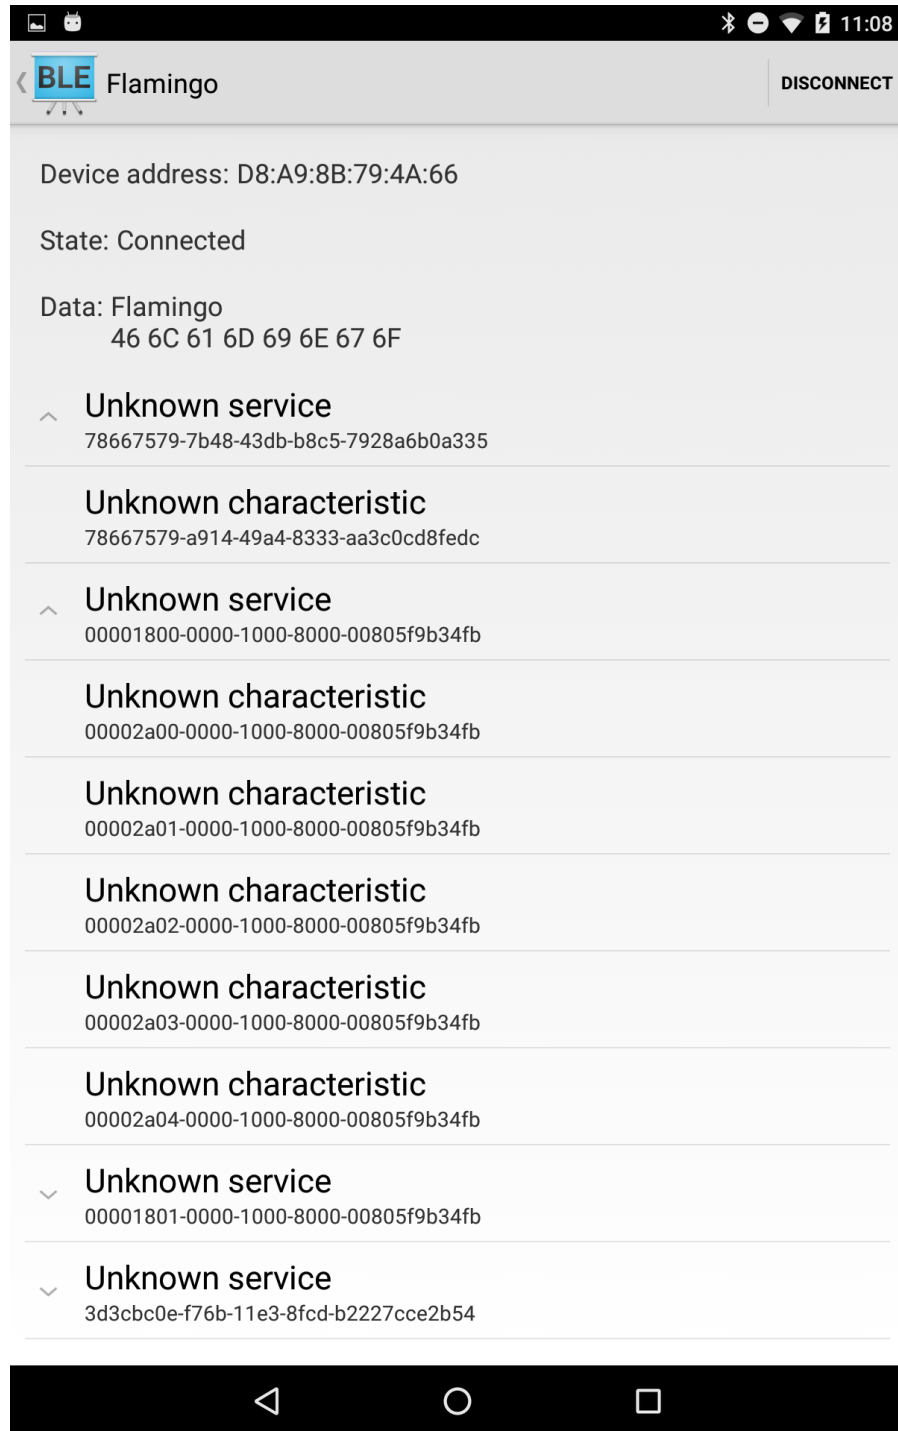 11:08
BLE Flamingo DISCONNECT
Device address: D8:A9:8B:79:4A:66
State: Connected
Data: Flamingo
46 6C 61 6D 69 6E 67 6F
Unknown service
78667579-7b48-43db-b8c5-7928a6b0a335
Unknown characteristic
78667579-a914-49a4-8333-aa3c0cd8fedc
Unknown service
00001800-0000-1000-8000-00805f9b34fb
Unknown characteristic
00002a00-0000-1000-8000-00805f9b34fb
Unknown characteristic
00002a01-0000-1000-8000-00805f9b34fb
Unknown characteristic
00002a02-0000-1000-8000-00805f9b34fb
Unknown characteristic
00002a03-0000-1000-8000-00805f9b34fb
Unknown characteristic
00002a04-0000-1000-8000-00805f9b34fb
Unknown service
00001801-0000-1000-8000-00805f9b34fb
Unknown service
3d3cbc0e-f76b-11e3-8fcd-b2227cce2b54